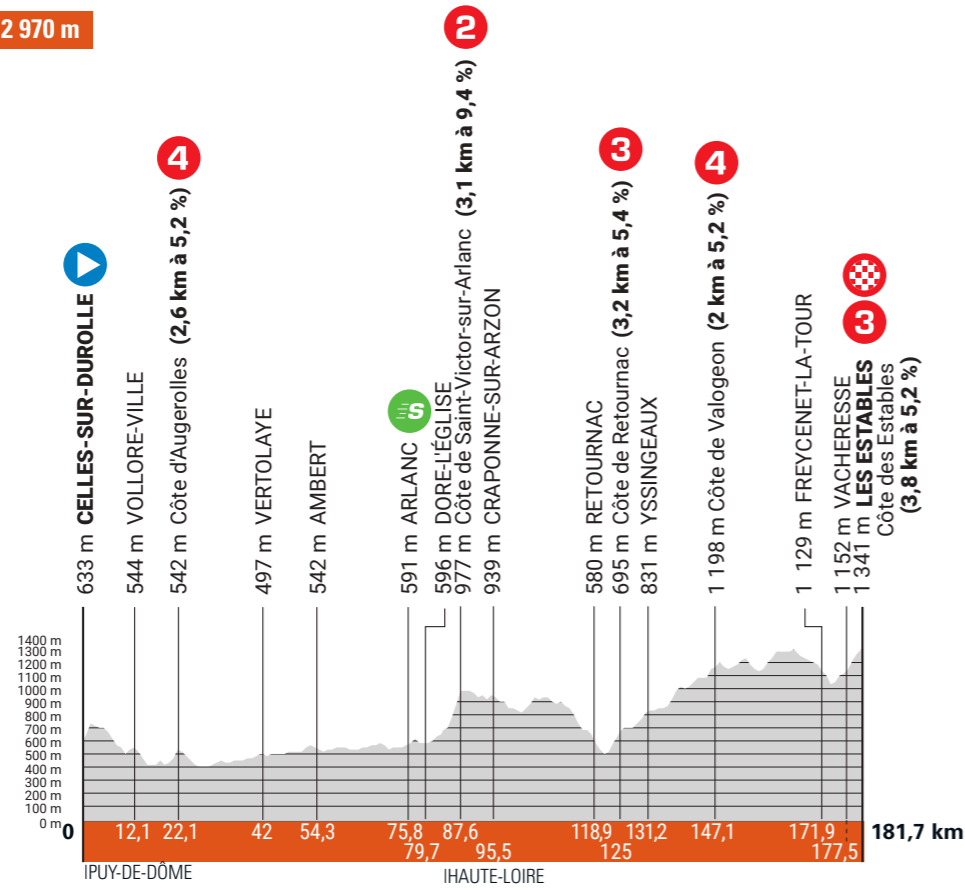 2 970 m
633 m CELLES-SUR-DUROLLE
544 m VOLLORE-VILLE
4
542 m Côte d'Augerolles (2,6 km à 5,2 %)
497 m VERTOLAYE
542 m AMBERT
S
591 m ARLANC
596 m DORE-L'ÉGLISE
2
977 m Côte de Saint-Victor-sur-Arlanc (3,1 km à 9,4 %)
939 m CRAPONNE-SUR-ARZON
580 m RETOURNAC
3
695 m Côte de Retournac (3,2 km à 5,4 %)
831 m YSSINGEAUX
4
1 198 m Côte de Valogeon (2 km à 5,2 %)
1 129 m FREYCENET-LA-TOUR
1 152 m VACHERESSE
3
1 341 m LES ESTABLES
Côte des Estables
(3,8 km à 5,2 %)
1400 m
1300 m
1200 m
1100 m
1000 m
900 m
800 m
700 m
600 m
500 m
400 m
300 m
200 m
100 m
0 m
0 12,1 22,1 42 54,3 75,8 87,6 118,9 131,2 147,1 171,9 181,7 km
79,7 95,5 125 177,5
IPUY-DE-DÔME IHAUTE-LOIRE